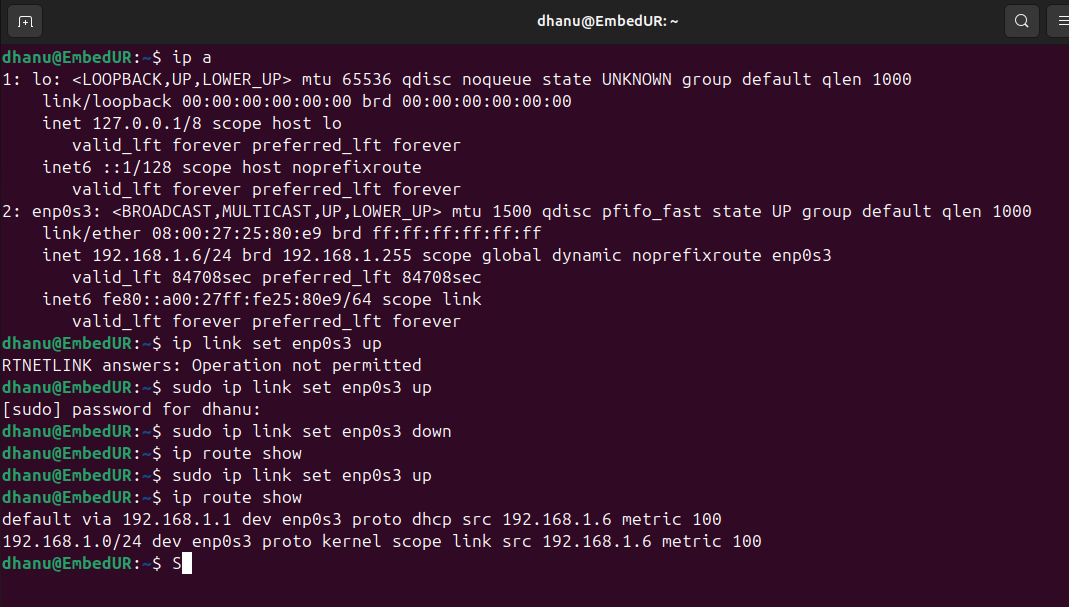 dhanu@EmbedUR: ~
dhanu@EmbedUR:~$ ip a
1: lo: <LOOPBACK,UP,LOWER_UP> mtu 65536 qdisc noqueue state UNKNOWN group default qlen 1000
    link/loopback 00:00:00:00:00:00 brd 00:00:00:00:00:00
    inet 127.0.0.1/8 scope host lo
       valid_lft forever preferred_lft forever
    inet6 ::1/128 scope host noprefixroute
       valid_lft forever preferred_lft forever
2: enp0s3: <BROADCAST,MULTICAST,UP,LOWER_UP> mtu 1500 qdisc pfifo_fast state UP group default qlen 1000
    link/ether 08:00:27:25:80:e9 brd ff:ff:ff:ff:ff:ff
    inet 192.168.1.6/24 brd 192.168.1.255 scope global dynamic noprefixroute enp0s3
       valid_lft 84708sec preferred_lft 84708sec
    inet6 fe80::a00:27ff:fe25:80e9/64 scope link
       valid_lft forever preferred_lft forever
dhanu@EmbedUR:~$ ip link set enp0s3 up
RTNETLINK answers: Operation not permitted
dhanu@EmbedUR:~$ sudo ip link set enp0s3 up
[sudo] password for dhanu:
dhanu@EmbedUR:~$ sudo ip link set enp0s3 down
dhanu@EmbedUR:~$ ip route show
dhanu@EmbedUR:~$ sudo ip link set enp0s3 up
dhanu@EmbedUR:~$ ip route show
default via 192.168.1.1 dev enp0s3 proto dhcp src 192.168.1.6 metric 100
192.168.1.0/24 dev enp0s3 proto kernel scope link src 192.168.1.6 metric 100
dhanu@EmbedUR:~$ S